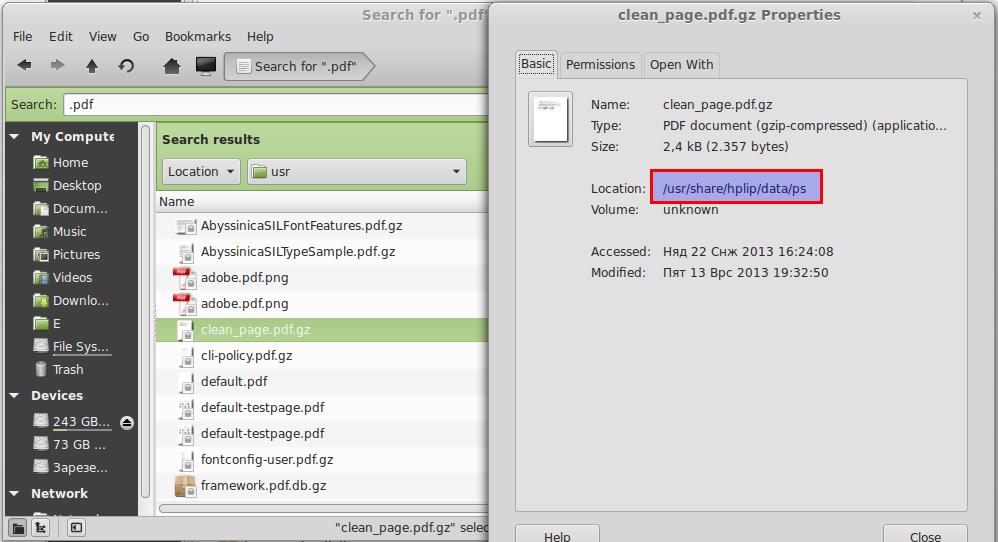 Search for ".pdf"
File Edit View Go Bookmarks Help
Search for ".pdf"
Search: .pdf
My Compute
Home
Desktop
Docum...
Music
Pictures
Videos
Downlo...
E
File Sys...
Trash
Devices
243 GB...
73 GB ...
Зарезе...
Network
Search results
Location usr
Name
AbyssinicaSILFontFeatures.pdf.gz
AbyssinicaSILTypeSample.pdf.gz
adobe.pdf.png
adobe.pdf.png
clean_page.pdf.gz
cli-policy.pdf.gz
default.pdf
default-testpage.pdf
default-testpage.pdf
fontconfig-user.pdf.gz
framework.pdf.db.gz
"clean_page.pdf.gz" selec
clean_page.pdf.gz Properties
Basic Permissions Open With
Name: clean_page.pdf.gz
Type: PDF document (gzip-compressed) (applicatio...
Size: 2,4 kB (2.357 bytes)
Location: /usr/share/hplip/data/ps
Volume: unknown
Accessed: Няд 22 Снж 2013 16:24:08
Modified: Пят 13 Врс 2013 19:32:50
Help Close